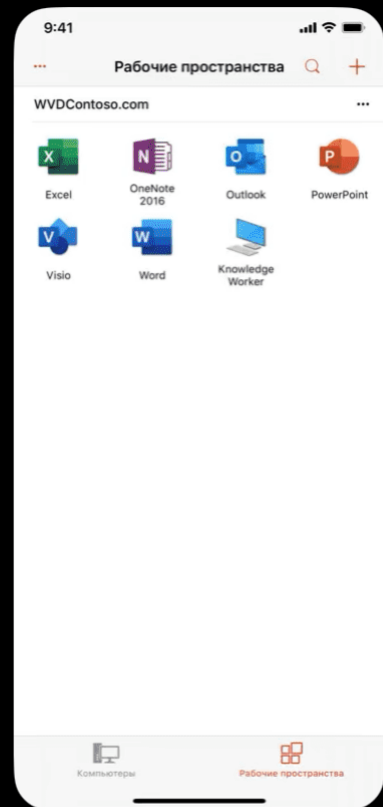 9:41
Рабочие пространства
WVDContoso.com
X
N
O
P
Excel
OneNote
2016
Outlook
PowerPoint
V
W
Visio
Word
Knowledge
Worker
Компьютеры
Рабочие пространства